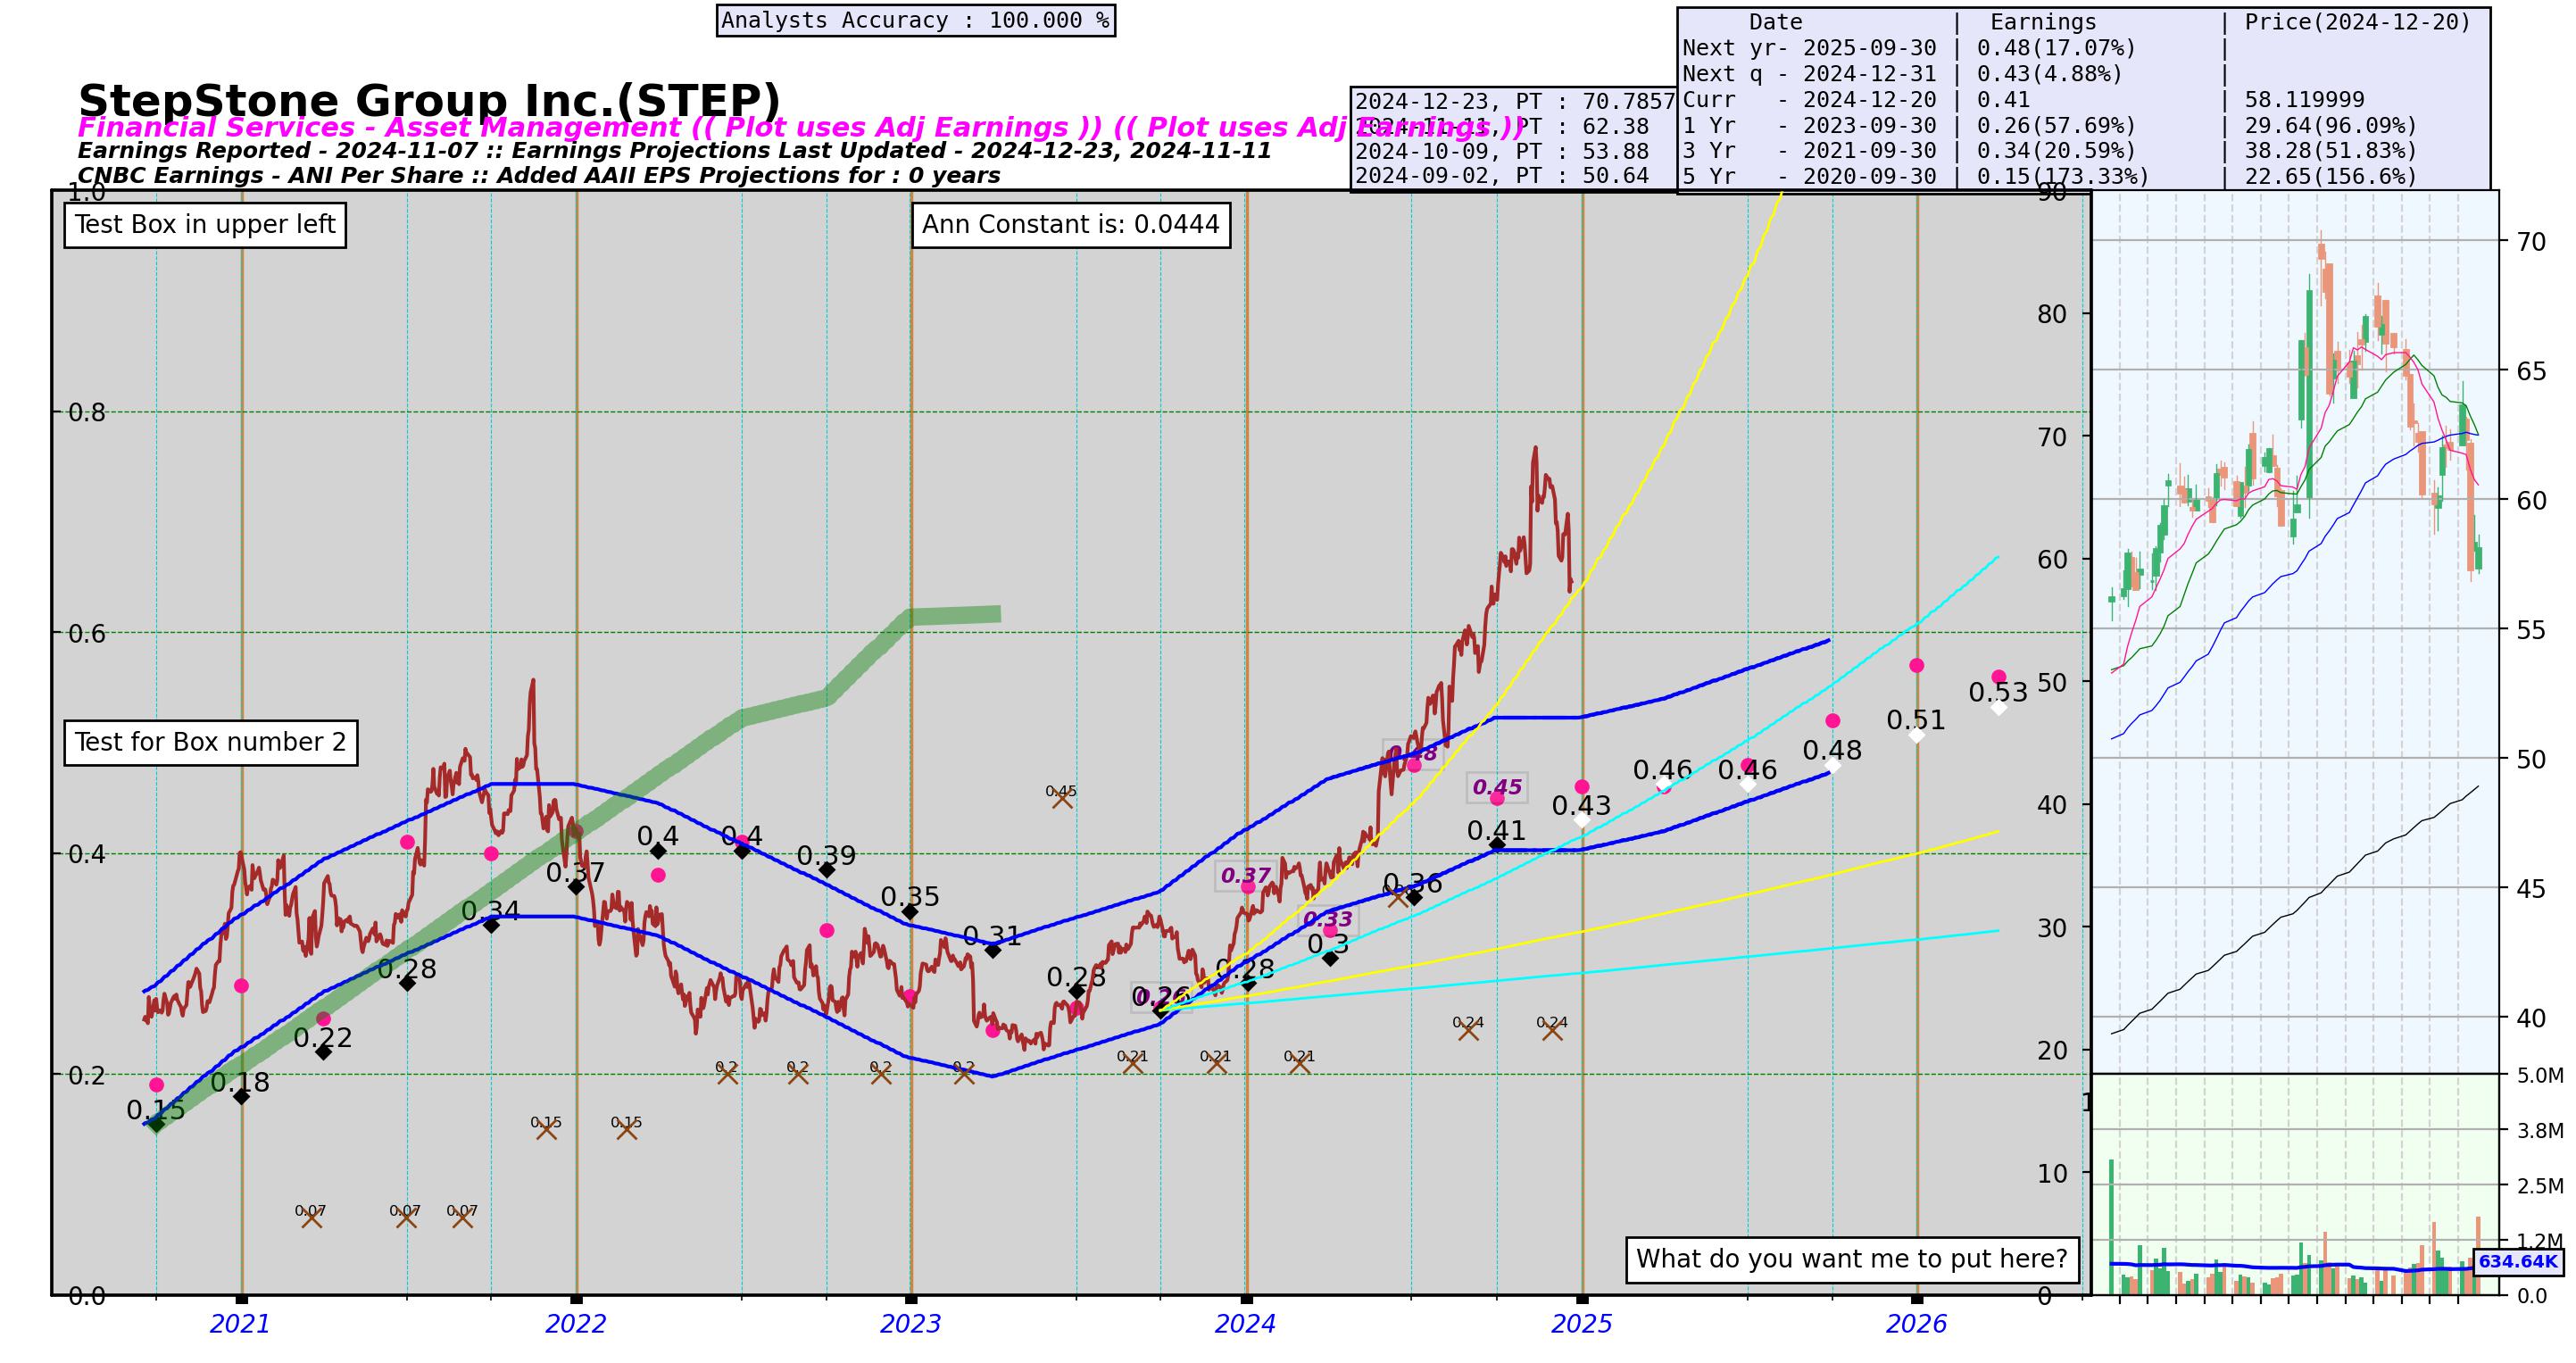 Analysts Accuracy : 100.000 %
Date | Earnings | Price(2024-12-20)
Next yr- 2025-09-30 | 0.48(17.07%) |
Next q - 2024-12-31 | 0.43(4.88%) |
Curr - 2024-12-20 | 0.41 | 58.119999
1 Yr - 2023-09-30 | 0.26(57.69%) | 29.64(96.09%)
3 Yr - 2021-09-30 | 0.34(20.59%) | 38.28(51.83%)
5 Yr - 2020-09-30 | 0.15(173.33%) | 22.65(156.6%)
StepStone Group Inc.(STEP)
Financial Services - Asset Management (( Plot uses Adj Earnings )) (( Plot uses Adj Earnings ))
Earnings Reported - 2024-11-07 :: Earnings Projections Last Updated - 2024-12-23, 2024-11-11
CNBC Earnings - ANI Per Share :: Added AAII EPS Projections for : 0 years
2024-12-23, PT : 70.7857
2024-11-11, PT : 62.38
2024-10-09, PT : 53.88
2024-09-02, PT : 50.64
Test Box in upper left
Ann Constant is: 0.0444
Test for Box number 2
What do you want me to put here?
1.0
0.8
0.6
0.4
0.2
0.0
90
80
70
60
50
40
30
20
10
0
0.15
0.18
0.22
0.28
0.34
0.37
0.4
0.4
0.39
0.35
0.31
0.28
0.26
0.28
0.3
0.36
0.41
0.43
0.46
0.46
0.48
0.51
0.53
0.37
0.33
0.48
0.45
0.07
0.07
0.07
0.15
0.15
0.2
0.2
0.2
0.2
0.45
0.21
0.21
0.21
0.24
0.24
2021
2022
2023
2024
2025
2026
70
65
60
55
50
45
40
5.0M
3.8M
2.5M
1.2M
634.64K
0.0